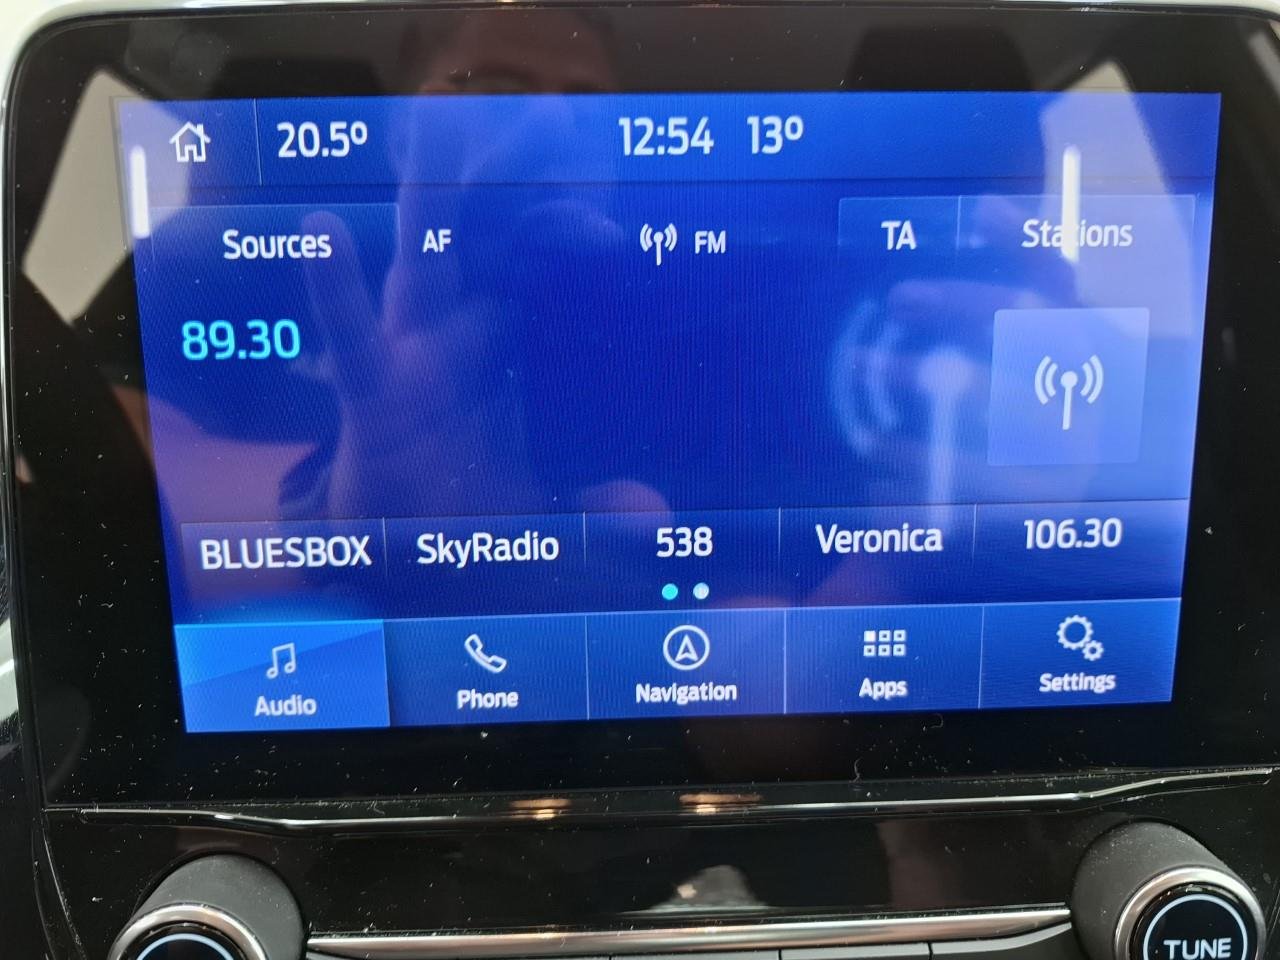 20.5º 12:54 13º
Sources AF FM TA Stations
89.30
BLUESBOX SkyRadio 538 Veronica 106.30
Audio Phone Navigation Apps Settings
TUNE